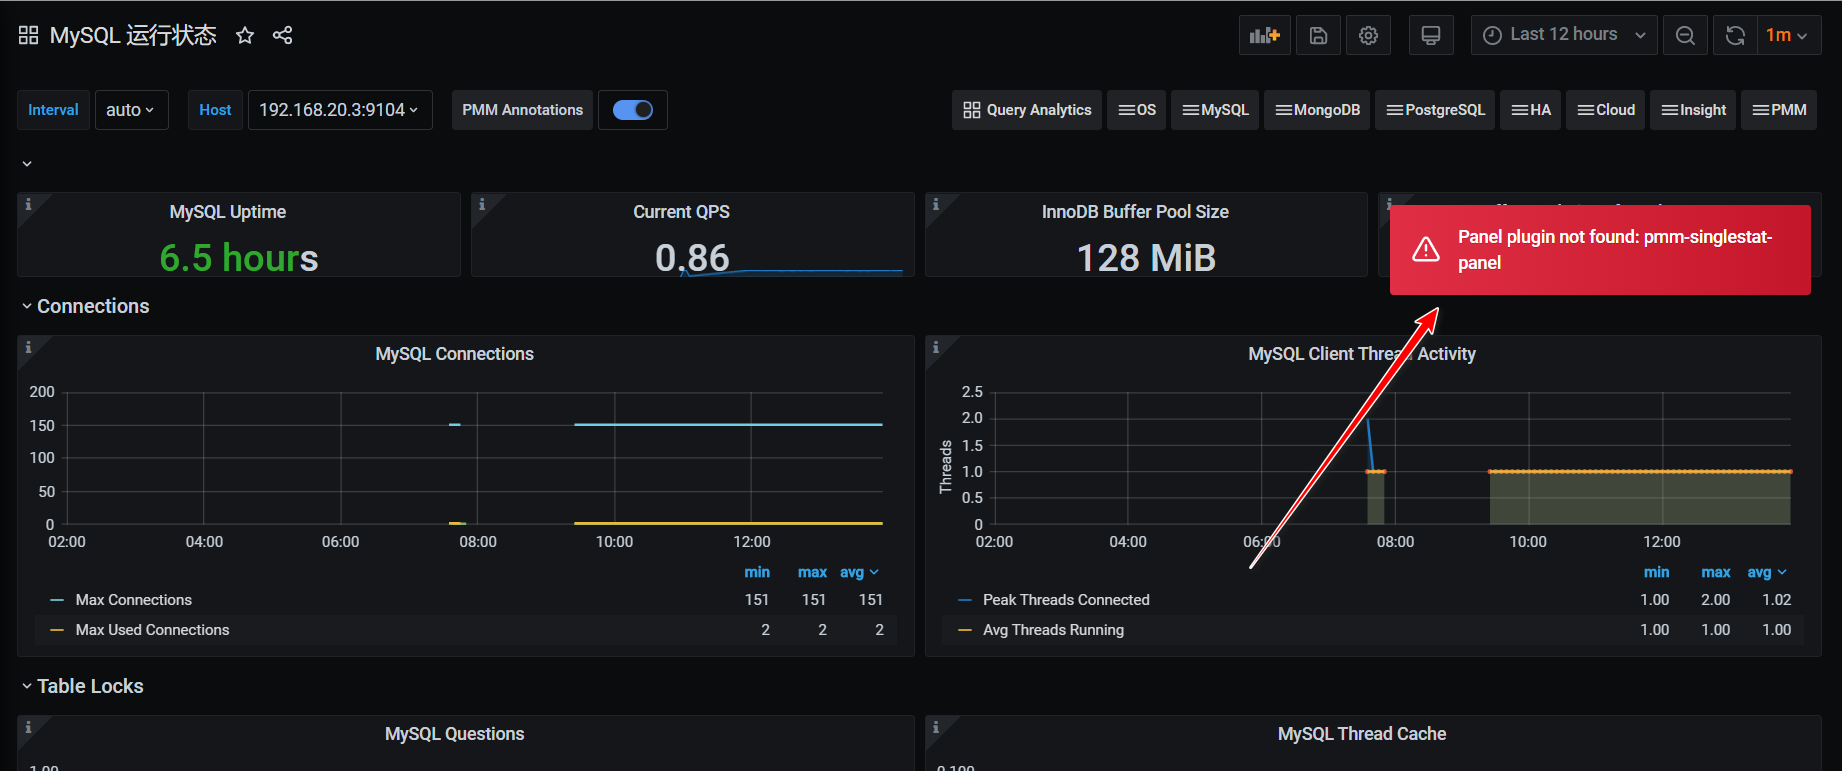 MySQL 运行状态
Last 12 hours
1m
Interval
auto
Host
192.168.20.3:9104
PMM Annotations
Query Analytics
OS
MySQL
MongoDB
PostgreSQL
HA
Cloud
Insight
PMM
MySQL Uptime
6.5 hours
Current QPS
0.86
InnoDB Buffer Pool Size
128 MiB
Panel plugin not found: pmm-singlestat-
panel
Connections
MySQL Connections
200
150
100
50
0
02:00
04:00
06:00
08:00
10:00
12:00
min
max
avg
Max Connections
151
151
151
Max Used Connections
2
2
2
MySQL Client Thread Activity
Threads
2.5
2.0
1.5
1.0
0.5
0
02:00
04:00
06:00
08:00
10:00
12:00
min
max
avg
Peak Threads Connected
1.00
2.00
1.02
Avg Threads Running
1.00
1.00
1.00
Table Locks
MySQL Questions
1.00
MySQL Thread Cache
0.100